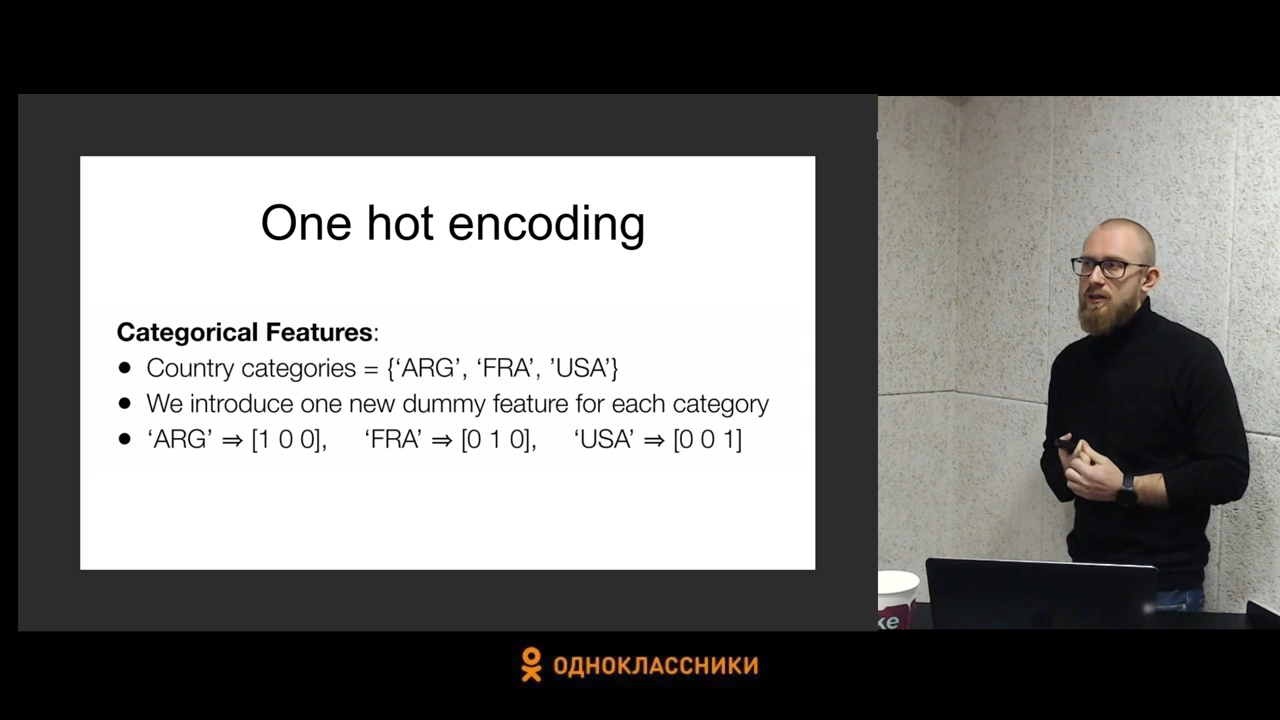 One hot encoding
Categorical Features:
● Country categories = {‘ARG’, ‘FRA’, ’USA’}
● We introduce one new dummy feature for each category
● ‘ARG’ ⇒ [1 0 0], ‘FRA’ ⇒ [0 1 0], ‘USA’ ⇒ [0 0 1]
ke
ОДНОКЛАССНИКИ